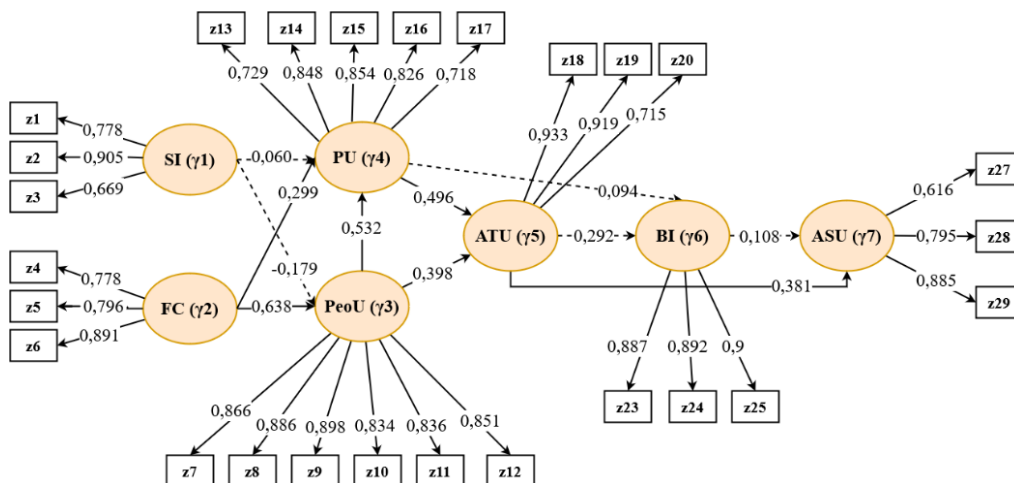 z13
z14
z15
z16
z17
z18
z19
z20
0,729
0,848
0,854
0,826
0,718
0,933
0,919
0,715
z1
z2
z3
0,778
0,905
0,669
SI (γ1)
-0,060
PU (γ4)
0,299
-0,179
0,532
0,496
0,094
z4
z5
z6
0,778
0,796
0,891
FC (γ2)
0,638
PeoU (γ3)
0,398
ATU (γ5)
0,292
BI (γ6)
0,108
ASU (γ7)
0,381
0,616
0,795
0,885
z27
z28
z29
0,887
0,892
0,9
z23
z24
z25
0,866
0,886
0,898
0,834
0,836
0,851
z7
z8
z9
z10
z11
z12